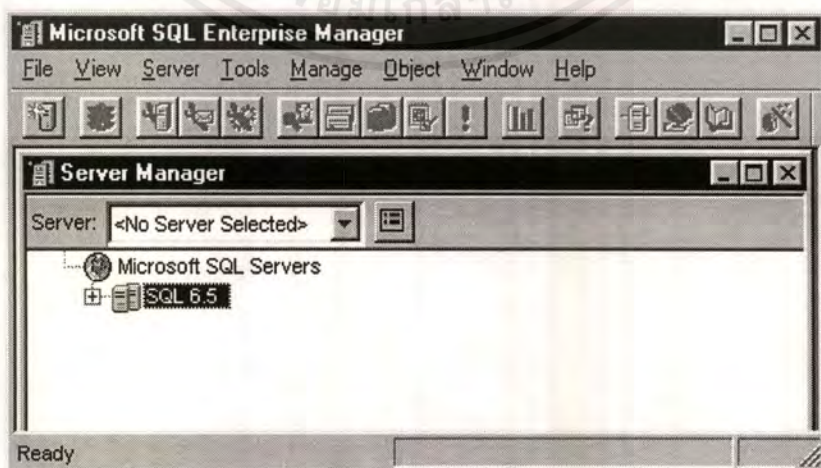 Microsoft SQL Enterprise Manager
File View Server Tools Manage Object Window Help
Server Manager
Server: <No Server Selected>
Microsoft SQL Servers
SQL 6.5
Ready